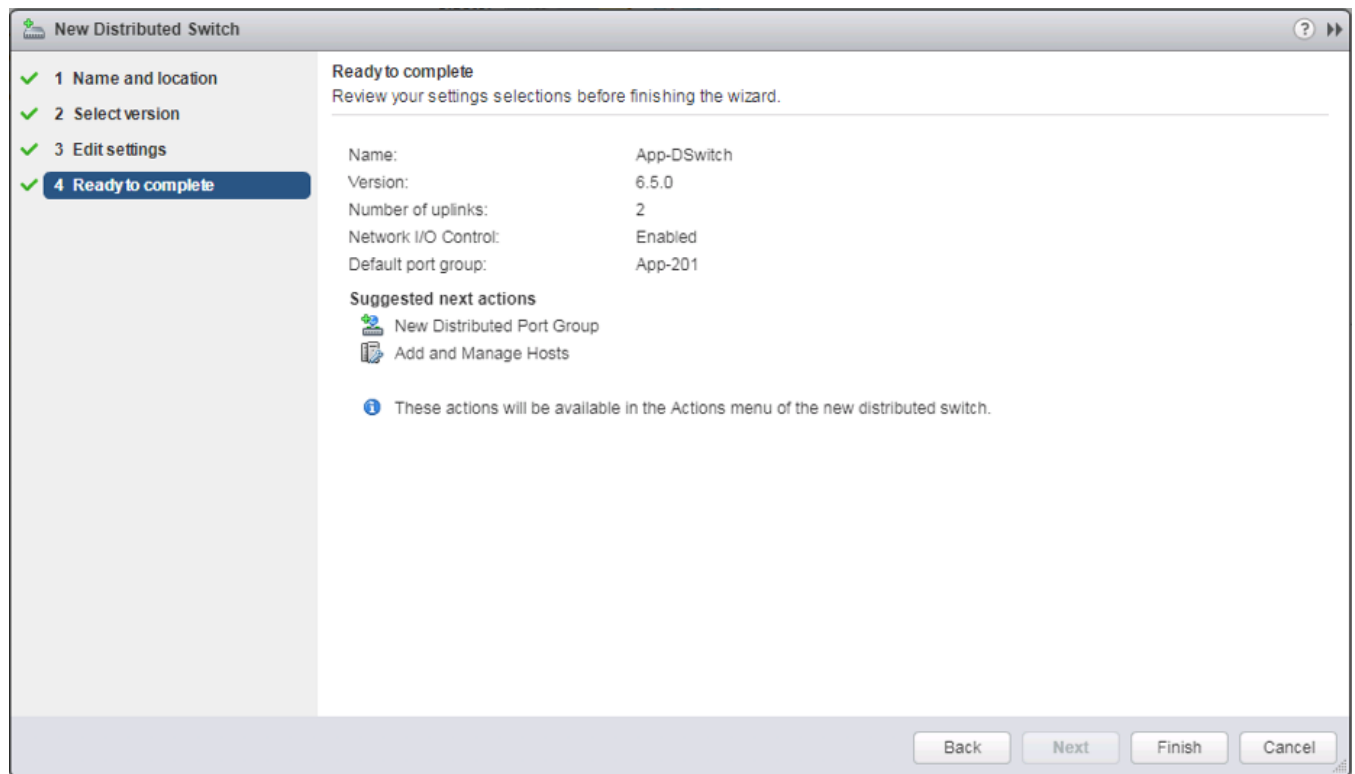 New Distributed Switch
?
1 Name and location
2 Select version
3 Edit settings
4 Ready to complete
Ready to complete
Review your settings selections before finishing the wizard.
Name: App-DSwitch
Version: 6.5.0
Number of uplinks: 2
Network I/O Control: Enabled
Default port group: App-201
Suggested next actions
New Distributed Port Group
Add and Manage Hosts
These actions will be available in the Actions menu of the new distributed switch.
Back Next Finish Cancel